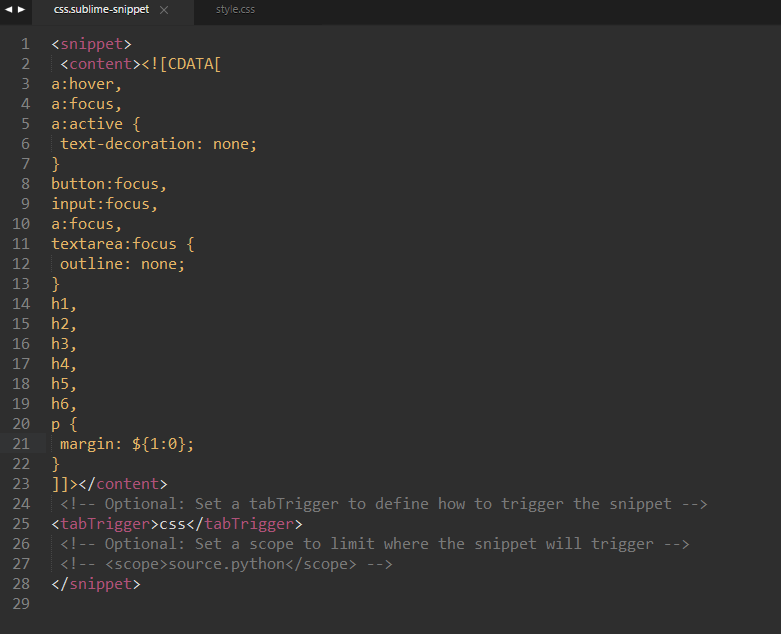 css.sublime-snippet
style.css
1 <snippet>
2 <content><![CDATA[
3 a:hover,
4 a:focus,
5 a:active {
6 text-decoration: none;
7 }
8 button:focus,
9 input:focus,
10 a:focus,
11 textarea:focus {
12 outline: none;
13 }
14 h1,
15 h2,
16 h3,
17 h4,
18 h5,
19 h6,
20 p {
21 margin: ${1:0};
22 }
23 ]]></content>
24 <!-- Optional: Set a tabTrigger to define how to trigger the snippet -->
25 <tabTrigger>css</tabTrigger>
26 <!-- Optional: Set a scope to limit where the snippet will trigger -->
27 <!-- <scope>source.python</scope> -->
28 </snippet>
29